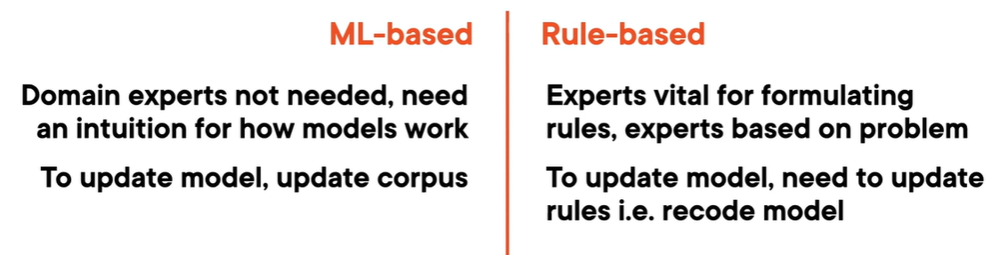 ML-based
Domain experts not needed, need
an intuition for how models work
To update model, update corpus
Rule-based
Experts vital for formulating
rules, experts based on problem
To update model, need to update
rules i.e. recode model